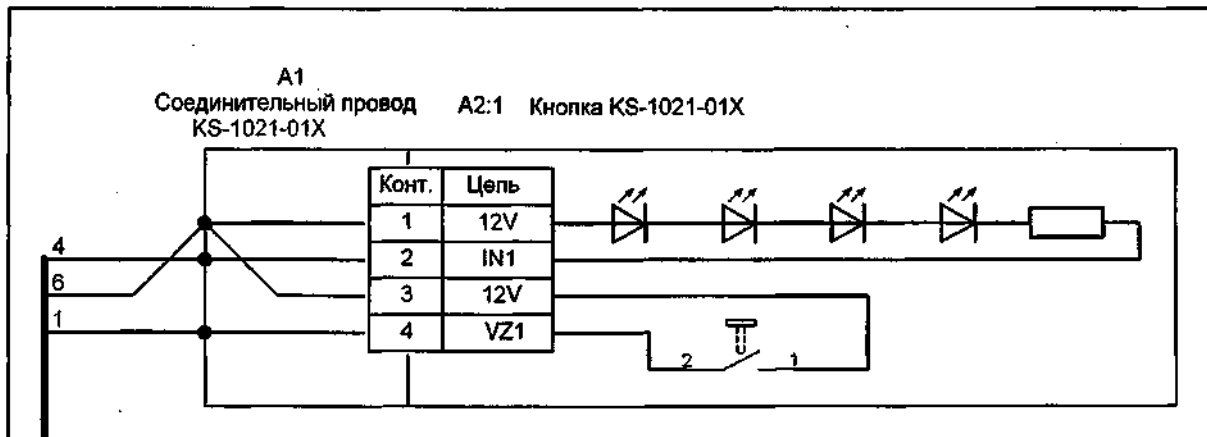 A1
Соединительный провод
KS-1021-01X
A2:1 Кнопка KS-1021-01X
Конт. Цепь
1 12V
2 IN1
3 12V
4 VZ1
4
6
1
2 1